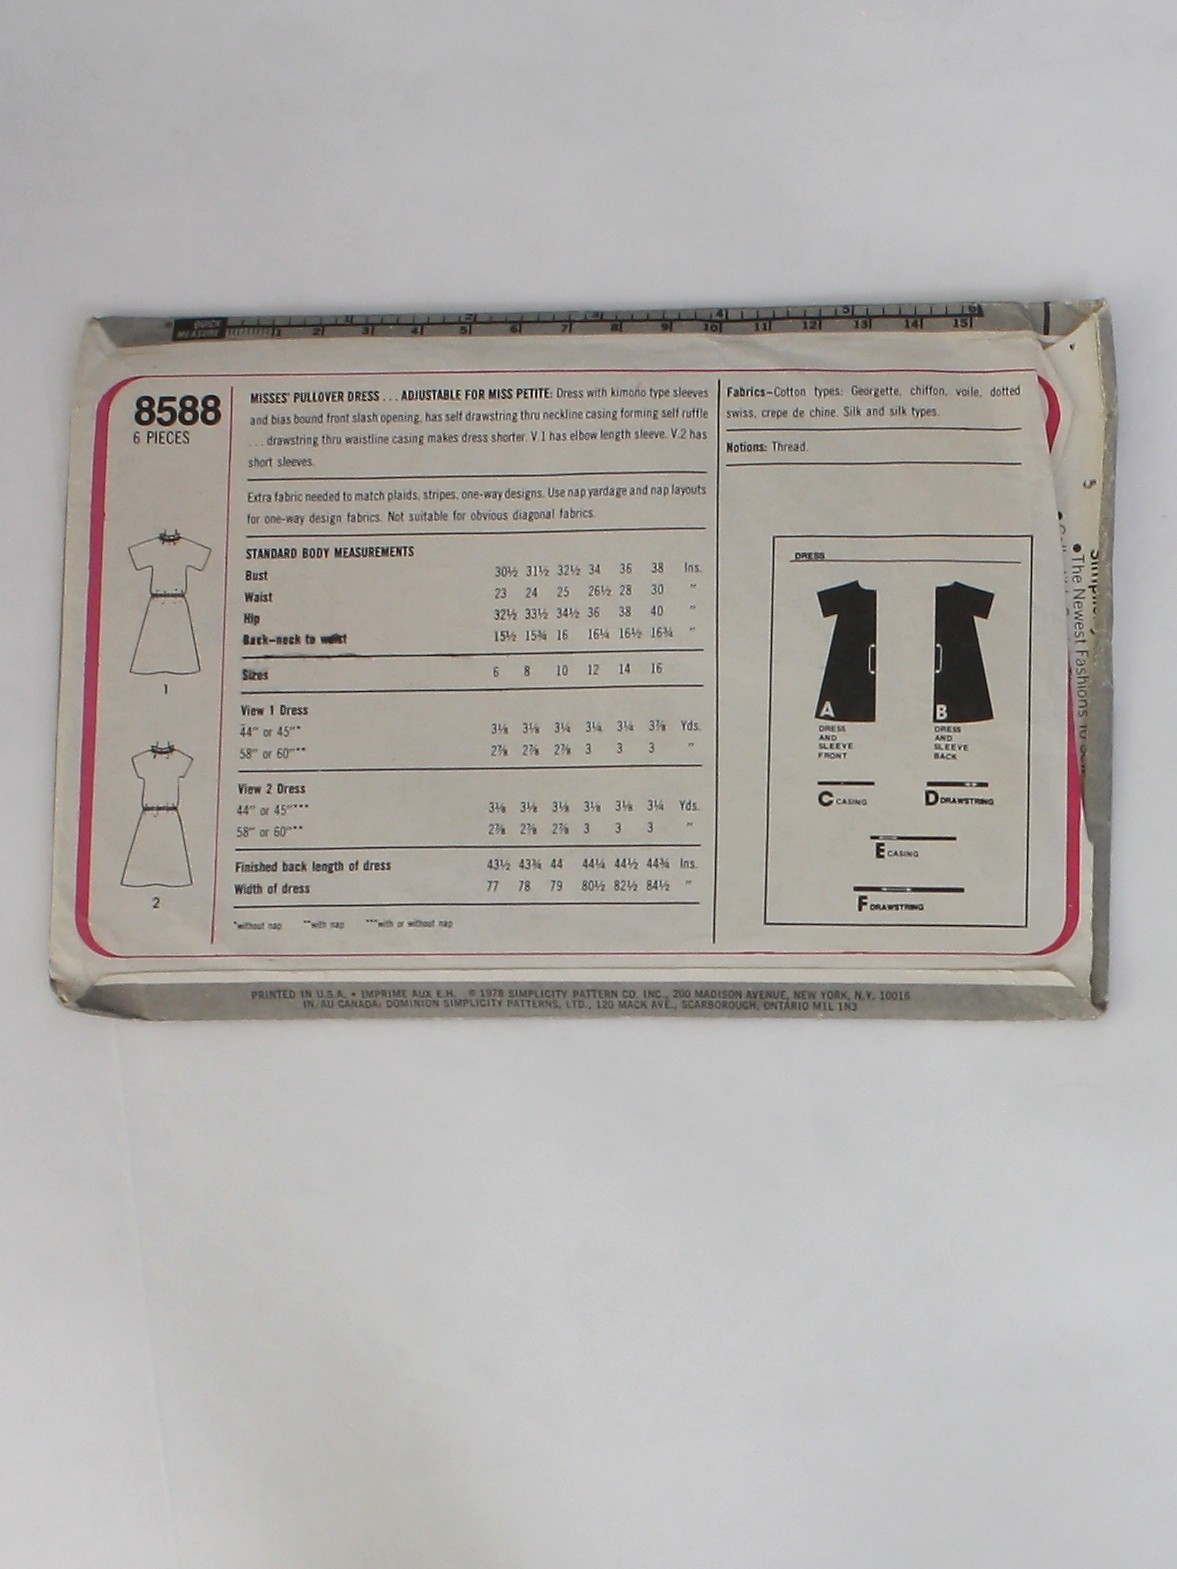 QUICK
MEASURE
1 2 3 4 5 6
1 2 3 4 5 6 7 8 9 10 11 12 13 14 15
8588
6 PIECES
MISSES' PULLOVER DRESS . . . ADJUSTABLE FOR MISS PETITE: Dress with kimono type sleeves
and bias bound front slash opening, has self drawstring thru neckline casing forming self ruffle
. . . drawstring thru waistline casing makes dress shorter. V.1 has elbow length sleeve. V.2 has
short sleeves.
Extra fabric needed to match plaids, stripes, one-way designs. Use nap yardage and nap layouts
for one-way design fabrics. Not suitable for obvious diagonal fabrics.
STANDARD BODY MEASUREMENTS
Bust 30½ 31½ 32½ 34 36 38 Ins.
Waist 23 24 25 26½ 28 30 "
Hip 32½ 33½ 34½ 36 38 40 "
Back–neck to waist 15½ 15¾ 16 16¼ 16½ 16¾ "
Sizes 6 8 10 12 14 16
View 1 Dress
44" or 45"* 3⅛ 3⅛ 3¼ 3¼ 3¼ 3⅞ Yds.
58" or 60"** 2⅞ 2⅞ 2⅞ 3 3 3 "
View 2 Dress
44" or 45"*** 3⅛ 3⅛ 3⅛ 3⅛ 3⅛ 3¼ Yds.
58" or 60"** 2⅞ 2⅞ 2⅞ 3 3 3 "
Finished back length of dress 43½ 43¾ 44 44¼ 44½ 44¾ Ins.
Width of dress 77 78 79 80½ 82½ 84½ "
*without nap **with nap ***with or without nap
1
2
Fabrics–Cotton types: Georgette, chiffon, voile, dotted
swiss, crepe de chine. Silk and silk types.
Notions: Thread.
DRESS
A
DRESS
AND
SLEEVE
FRONT
B
DRESS
AND
SLEEVE
BACK
C CASING
D DRAWSTRING
E CASING
F DRAWSTRING
5
• The Newest Fashions to
PRINTED IN U.S.A. • IMPRIME AUX E.H. © 1978 SIMPLICITY PATTERN CO. INC., 200 MADISON AVENUE, NEW YORK, N.Y. 10016
IN/AU CANADA: DOMINION SIMPLICITY PATTERNS, LTD., 120 MACK AVE., SCARBOROUGH, ONTARIO M1L 1N3